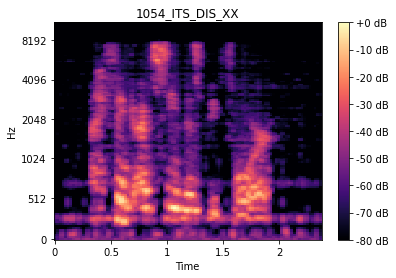 1054_ITS_DIS_XX
Hz
8192
4096
2048
1024
512
0
0
0.5
1
1.5
2
Time
+0 dB
-10 dB
-20 dB
-30 dB
-40 dB
-50 dB
-60 dB
-70 dB
-80 dB